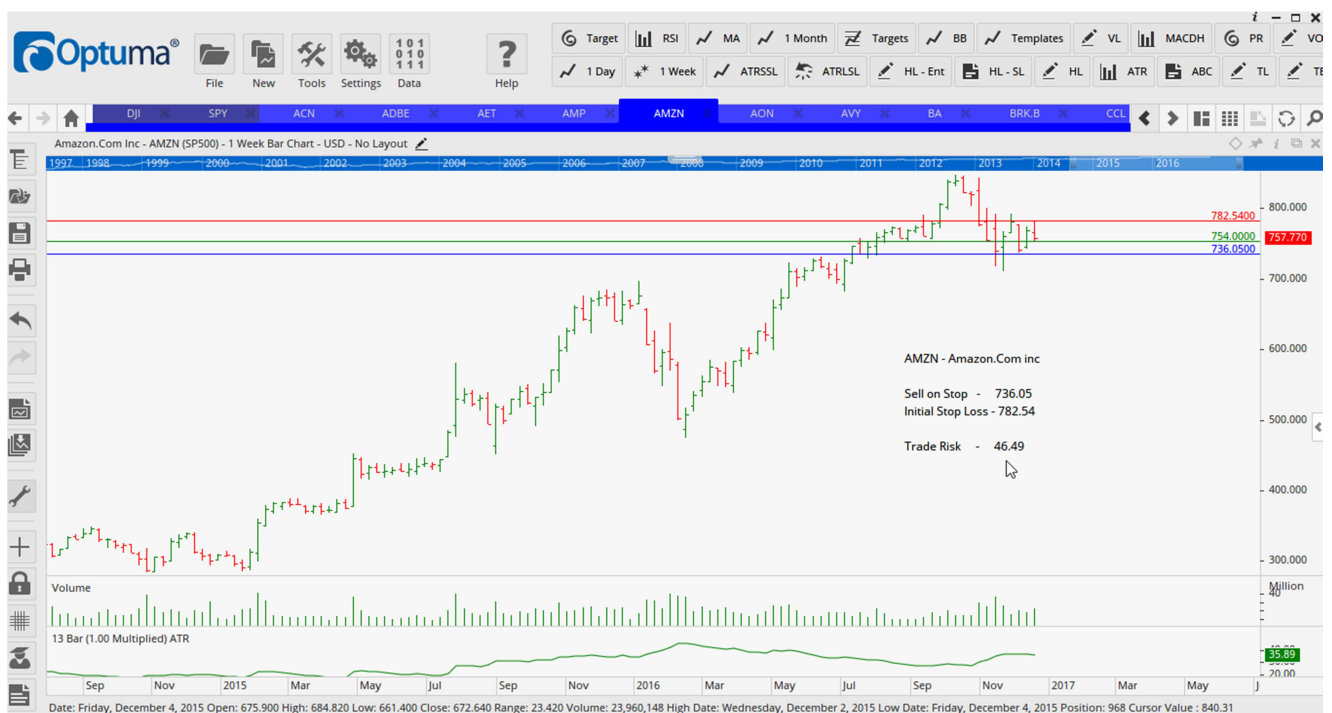 Optuma®
File New Tools Settings Data Help
101
010
111
?
Target RSI MA 1 Month Targets BB Templates VL MACDH PR VO
1 Day 1 Week ATRSSL ATRLSL HL - Ent HL - SL HL ATR ABC TL TE
DJI SPY ACN ADBE AET AMP AMZN AON AVY BA BRK.B CCL
Amazon.Com Inc - AMZN (SP500) - 1 Week Bar Chart - USD - No Layout
1997 1998 1999 2000 2001 2002 2003 2004 2005 2006 2007 2008 2009 2010 2011 2012 2013 2014 2015 2016
800.000
782.5400
754.0000
757.770
736.0500
700.000
600.000
AMZN - Amazon.Com inc
Sell on Stop - 736.05
Initial Stop Loss - 782.54
500.000
Trade Risk - 46.49
400.000
300.000
Volume
Million
40
13 Bar (1.00 Multiplied) ATR
35.89
20.00
Sep Nov 2015 Mar May Jul Sep Nov 2016 Mar May Jul Sep Nov 2017 Mar May J
Date: Friday, December 4, 2015 Open: 675.900 High: 684.820 Low: 661.400 Close: 672.640 Range: 23.420 Volume: 23,960,148 High Date: Wednesday, December 2, 2015 Low Date: Friday, December 4, 2015 Position: 968 Cursor Value : 840.31